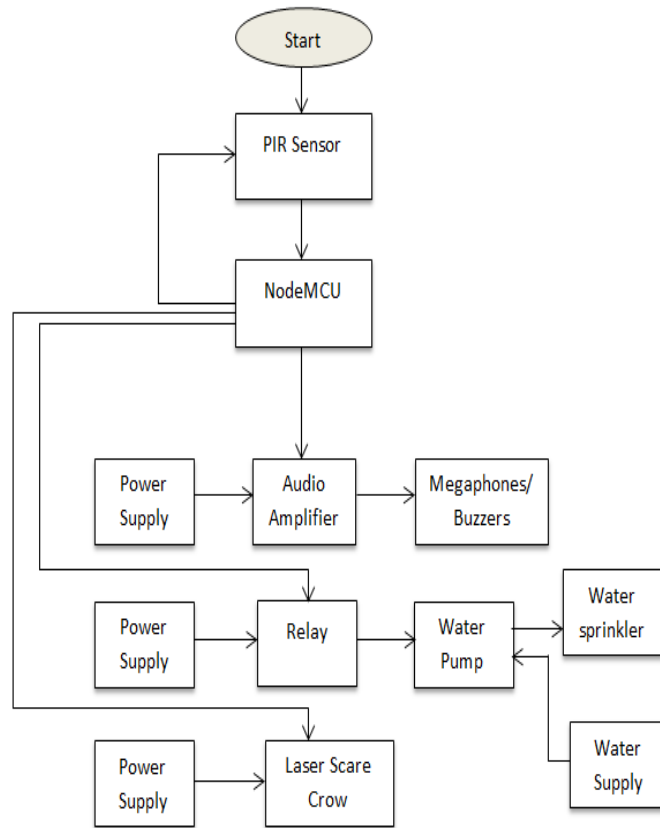 Start
PIR Sensor
NodeMCU
Power
Supply
Audio
Amplifier
Megaphones/
Buzzers
Power
Supply
Relay
Water
Pump
Water
sprinkler
Power
Supply
Laser Scare
Crow
Water
Supply